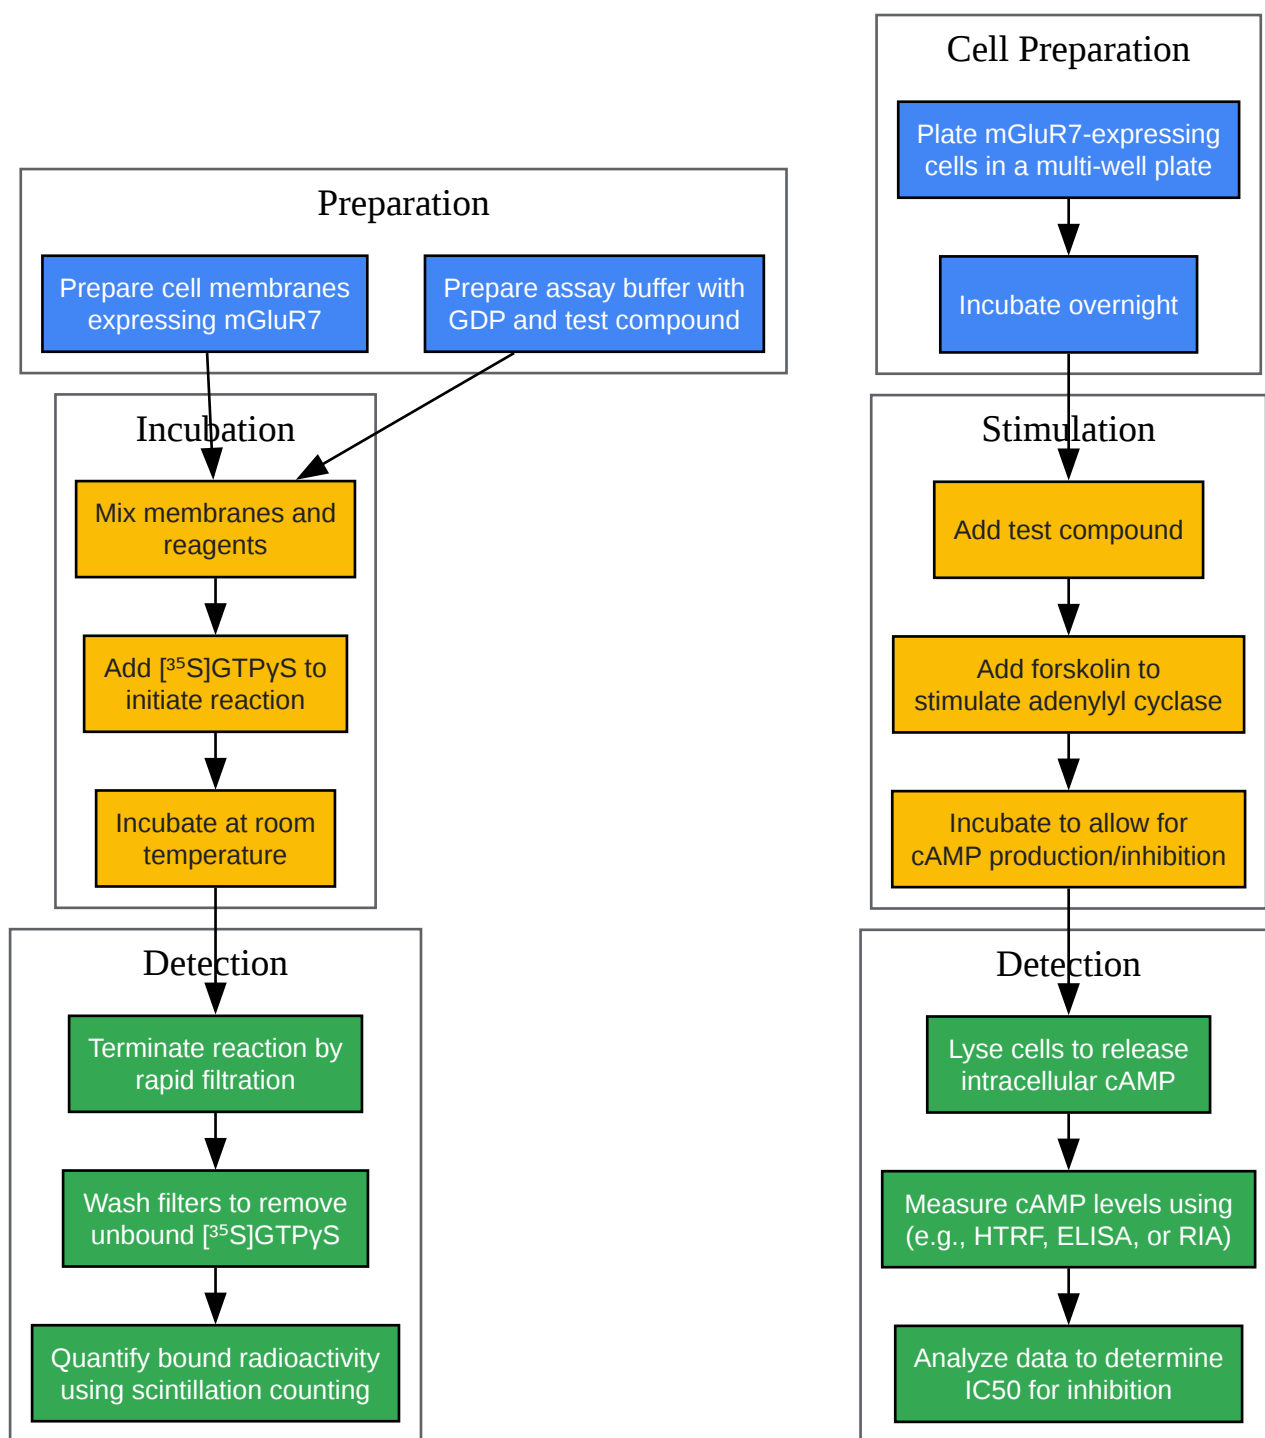 Preparation
Prepare cell membranes
expressing mGluR7
Prepare assay buffer with
GDP and test compound
Incubation
Mix membranes and
reagents
Add [³⁵S]GTPγS to
initiate reaction
Incubate at room
temperature
Detection
Terminate reaction by
rapid filtration
Wash filters to remove
unbound [³⁵S]GTPγS
Quantify bound radioactivity
using scintillation counting
Cell Preparation
Plate mGluR7-expressing
cells in a multi-well plate
Incubate overnight
Stimulation
Add test compound
Add forskolin to
stimulate adenylyl cyclase
Incubate to allow for
cAMP production/inhibition
Detection
Lyse cells to release
intracellular cAMP
Measure cAMP levels using
(e.g., HTRF, ELISA, or RIA)
Analyze data to determine
IC50 for inhibition